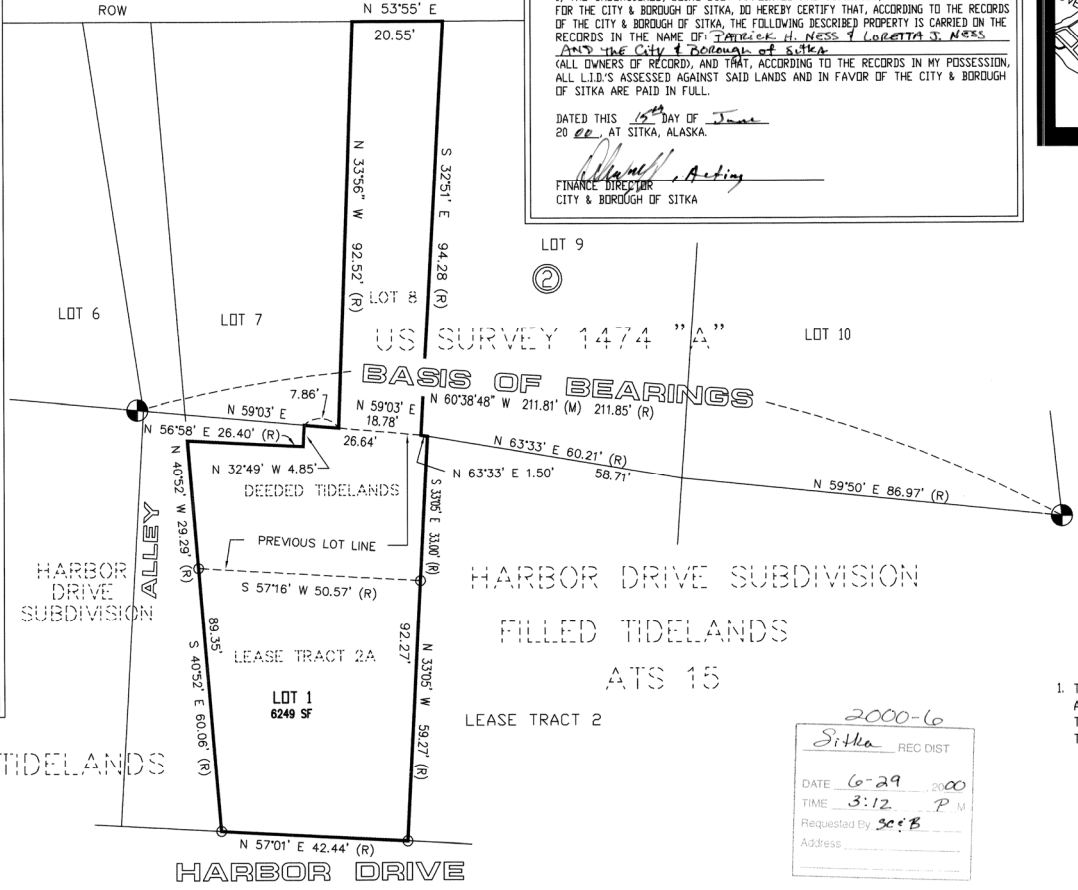 ROW
N 53°55' E
20.55'
FOR THE CITY & BOROUGH OF SITKA, DO HEREBY CERTIFY THAT, ACCORDING TO THE RECORDS
OF THE CITY & BOROUGH OF SITKA, THE FOLLOWING DESCRIBED PROPERTY IS CARRIED ON THE
RECORDS IN THE NAME OF: PATRICK H. NESS & LORETTA J. NESS
AND the City & Borough of Sitka
(ALL OWNERS OF RECORD), AND THAT, ACCORDING TO THE RECORDS IN MY POSSESSION,
ALL L.I.D.'S ASSESSED AGAINST SAID LANDS AND IN FAVOR OF THE CITY & BOROUGH
OF SITKA ARE PAID IN FULL.
DATED THIS 15th DAY OF June
20 00, AT SITKA, ALASKA.
, Acting
FINANCE DIRECTOR
CITY & BOROUGH OF SITKA
N 33°56" W 92.52' (R)
S 32°51' E 94.28 (R)
LOT 9
2
LOT 6
LOT 7
LOT 8
LOT 10
US SURVEY 1474 "A"
BASIS OF BEARINGS
N 60°38'48" W 211.81' (M) 211.85' (R)
7.86'
N 59°03' E
N 59°03' E
18.78'
N 56°58' E 26.40' (R)
26.64'
N 63°33' E 60.21' (R)
58.71'
N 32°49' W 4.85'
N 63°33' E 1.50'
N 59°50' E 86.97' (R)
DEEDED TIDELANDS
N 40°52' W 29.29' (R)
S 33°05' E 33.00' (R)
PREVIOUS LOT LINE
ALLEY
HARBOR
DRIVE
SUBDIVISION
S 57°16' W 50.57' (R)
HARBOR DRIVE SUBDIVISION
FILLED TIDELANDS
ATS 15
89.35'
92.27'
S 40°52' E 60.06' (R)
N 33°05' W 59.27' (R)
LEASE TRACT 2A
LOT 1
6249 SF
LEASE TRACT 2
TIDELANDS
1. T
A
T
T
2000-6
Sitka REC DIST
DATE 6-29 2000
TIME 3:12 P M
Requested By SC&B
Address
N 57°01' E 42.44' (R)
HARBOR DRIVE